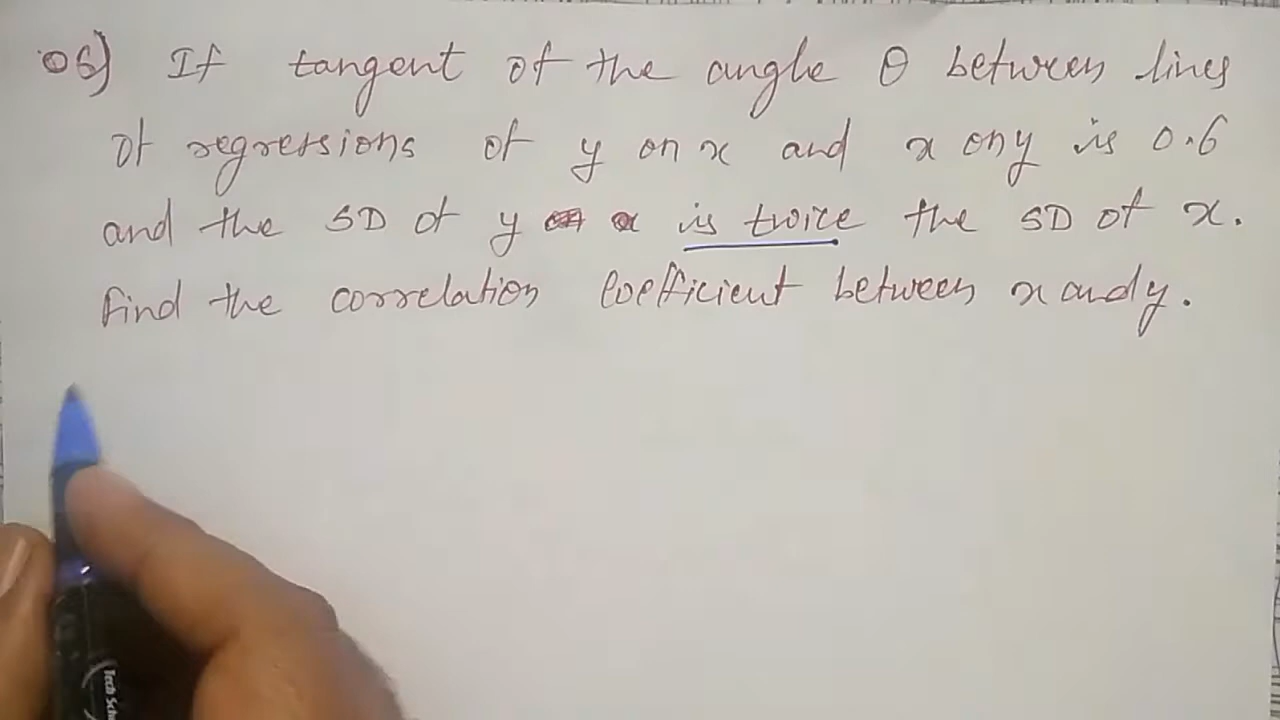 06) If tangent of the angle θ between lines
of regressions of y on x and x on y is 0.6
and the SD of y is twice the SD of x.
Find the correlation coefficient between x and y.
Tech